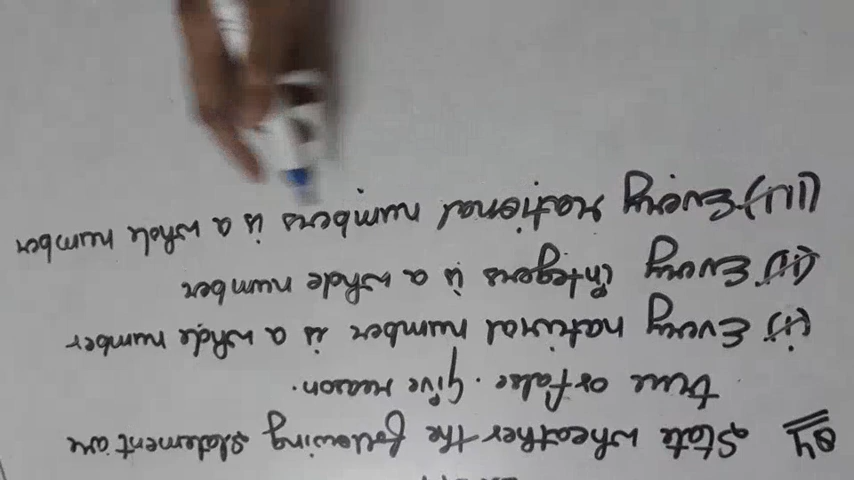 Q4 State wheather the following statement are
true or false. Give reason.
(i) Every natural number is a whole number
(ii) Every integers is a whole number
(iii) Every rational numbers is a whole number